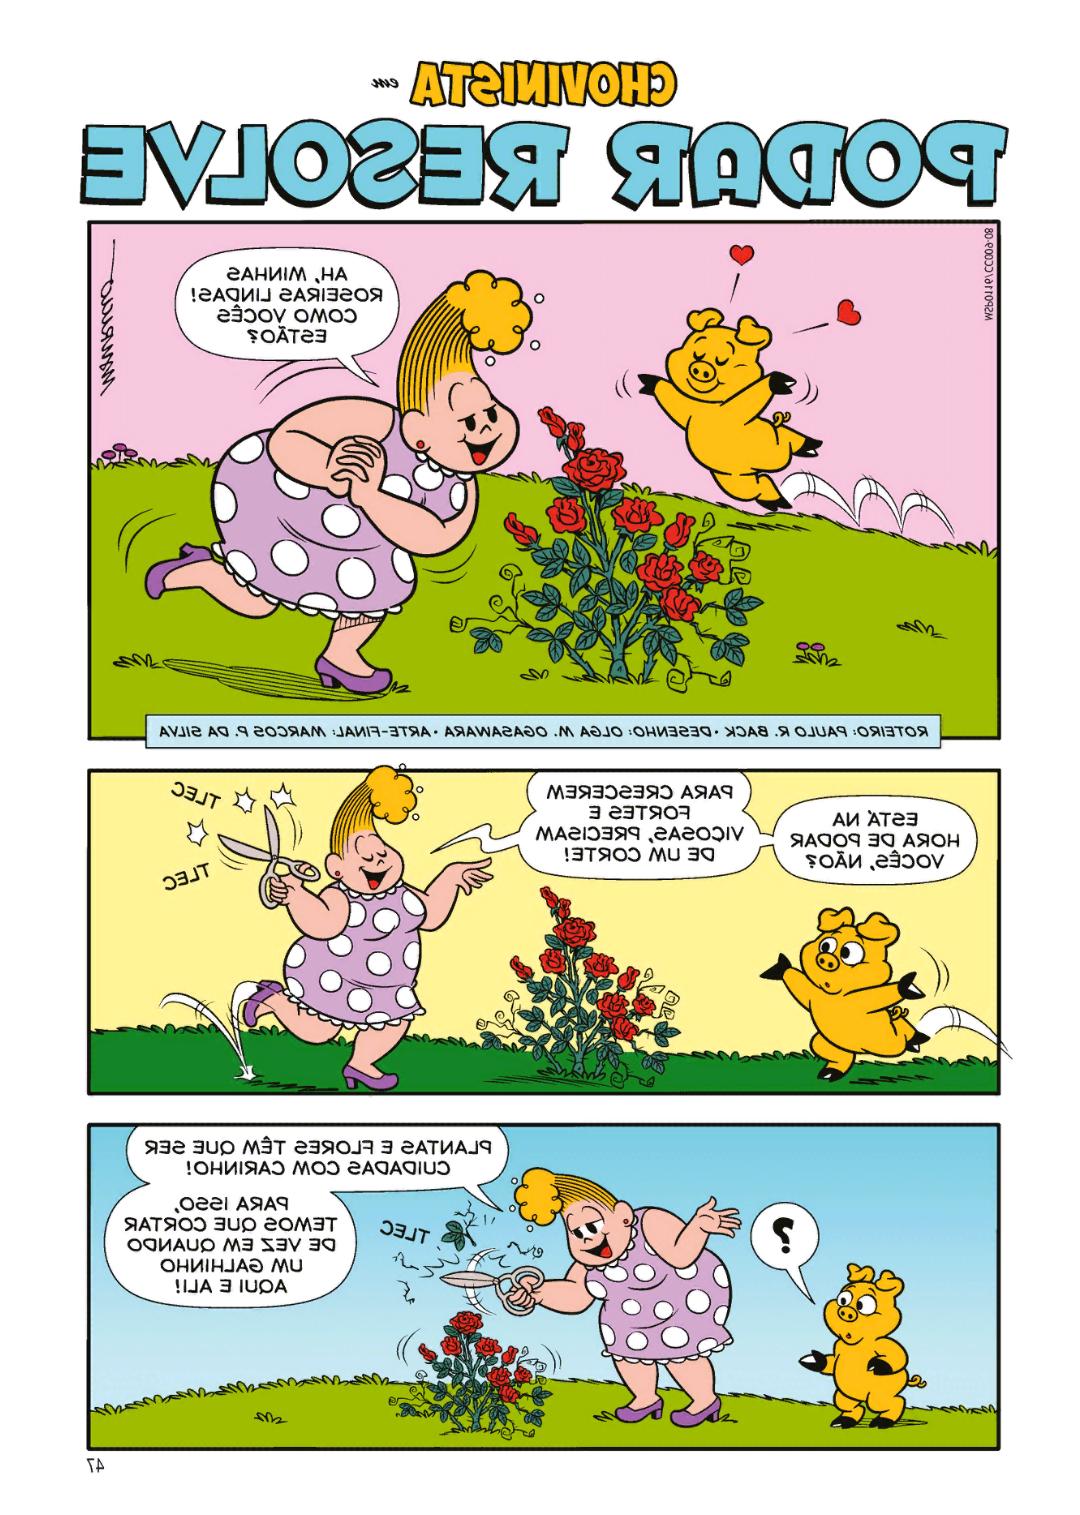 CHOVINISTA em
PODAR RESOLVE
MSP0116/CC009-08
AH, MINHAS
ROSEIRAS LINDAS!
COMO VOCÊS
ESTÃO?
ROTEIRO: PAULO R. BACK • DESENHO: OLGA M. OGASAWARA • ARTE-FINAL: MARCOS P. DA SILVA
ESTÁ NA
HORA DE PODAR
VOCÊS, NÃO?
PARA CRESCEREM
FORTES E
VIÇOSAS, PRECISAM
DE UM CORTE!
TLEC
TLEC
PLANTAS E FLORES TÊM QUE SER
CUIDADAS COM CARINHO!
PARA ISSO,
TEMOS QUE CORTAR
DE VEZ EM QUANDO
UM GALHINHO
AQUI E ALI!
TLEC
?
47